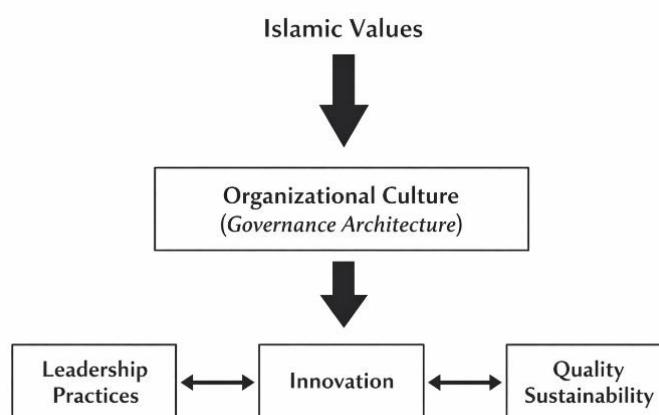 Islamic Values
Organizational Culture
(Governance Architecture)
Leadership
Practices
Innovation
Quality
Sustainability